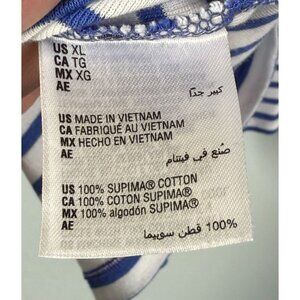 US XL
CA TG
MX XG
AE كبير جدًا
US MADE IN VIETNAM
CA FABRIQUÉ AU VIETNAM
MX HECHO EN VIETNAM
AE صُنع في فيتنام
US 100% SUPIMA® COTTON
CA 100% COTON SUPIMA®
MX 100% algodón SUPIMA®
AE 100% قطن سوبيما